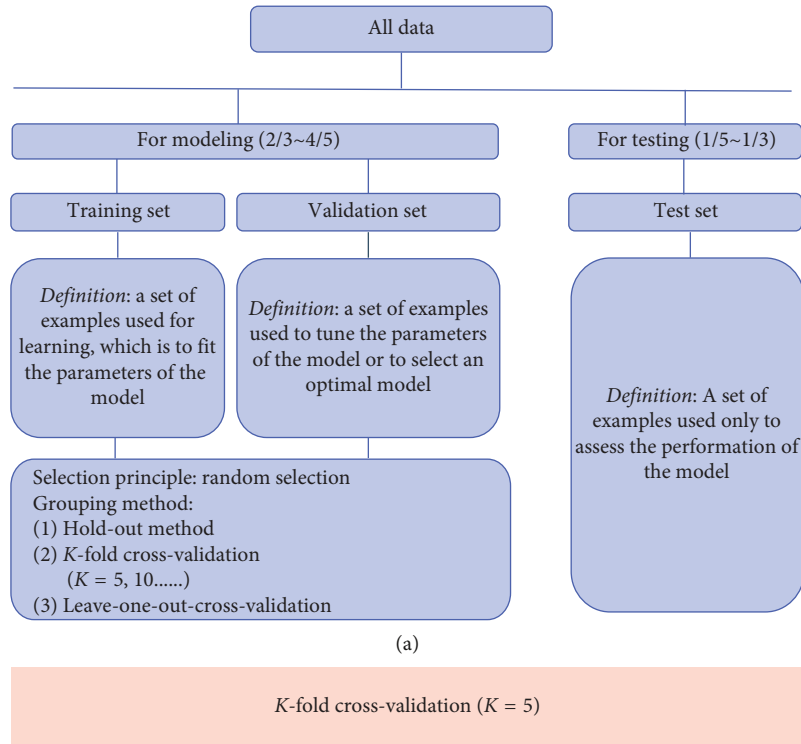 All data
For modeling (2/3~4/5)
For testing (1/5~1/3)
Training set
Validation set
Test set
Definition: a set of
examples used for
learning, which is to fit
the parameters of the
model
Definition: a set of examples
used to tune the parameters
of the model or to select an
optimal model
Definition: A set of
examples used only to
assess the performation of
the model
Selection principle: random selection
Grouping method:
(1) Hold-out method
(2) K-fold cross-validation
(K = 5, 10......)
(3) Leave-one-out-cross-validation
(a)
K-fold cross-validation (K = 5)